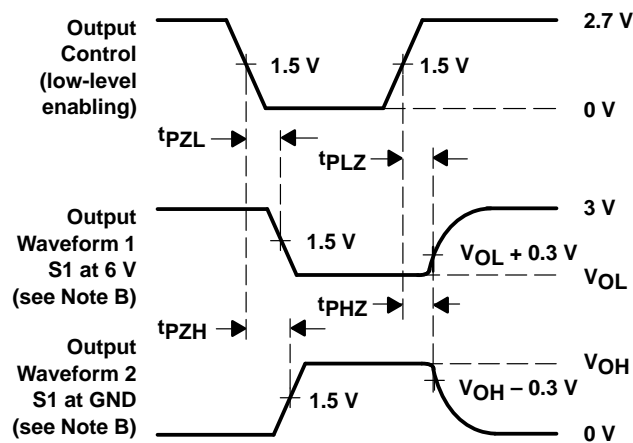 Output
Control
(low-level
enabling)
2.7 V
1.5 V
1.5 V
0 V
tPZL
tPLZ
Output
Waveform 1
S1 at 6 V
(see Note B)
3 V
1.5 V
VOL + 0.3 V
VOL
tPZH
tPHZ
Output
Waveform 2
S1 at GND
(see Note B)
VOH
1.5 V
VOH – 0.3 V
0 V